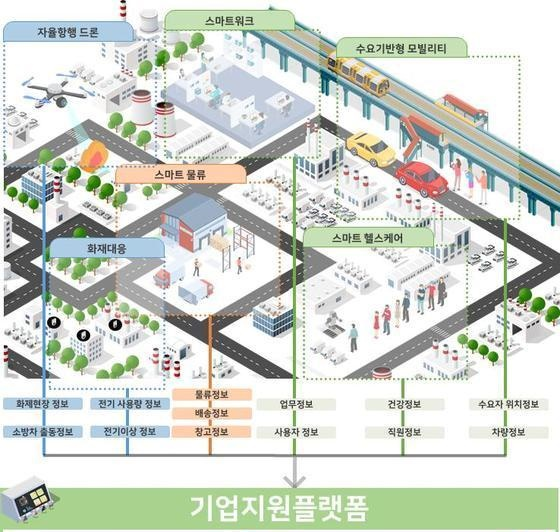 자율항행 드론
스마트워크
수요기반형 모빌리티
스마트 물류
화재대응
스마트 헬스케어
화제현장 정보
전기 사용량 정보
물류정보
배송정보
업무정보
건강정보
수요자 위치정보
소방차 출동정보
전기이상 정보
창고정보
사용자 정보
직원정보
차량정보
기업지원플랫폼